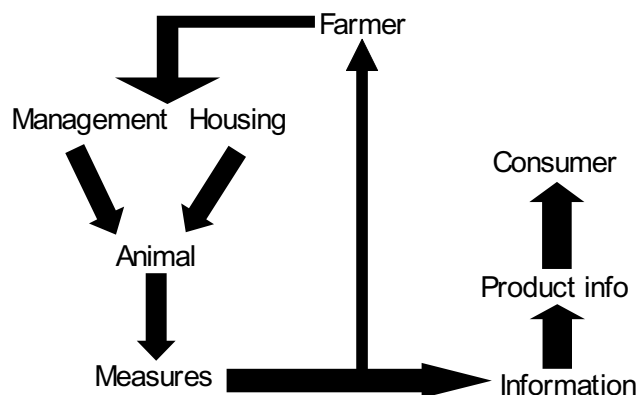 Farmer
Management Housing
Consumer
Animal
Product info
Measures
Information